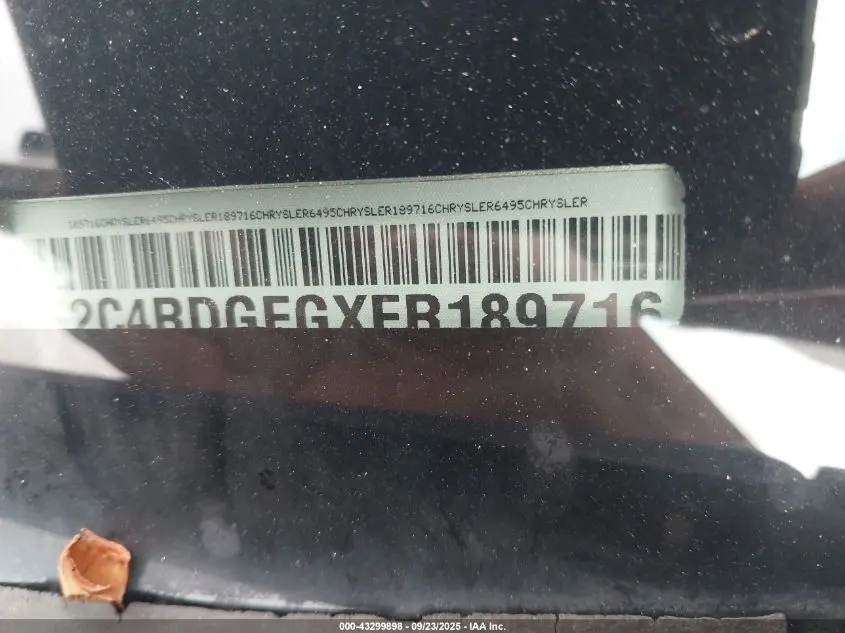 189716CHRYSLER6495CHRYSLER189716CHRYSLER6495CHRYSLER189716CHRYSLER6495CHRYSLER
2C4RDGEGXER189716
000-43299898 - 09/23/2025 - IAA Inc.